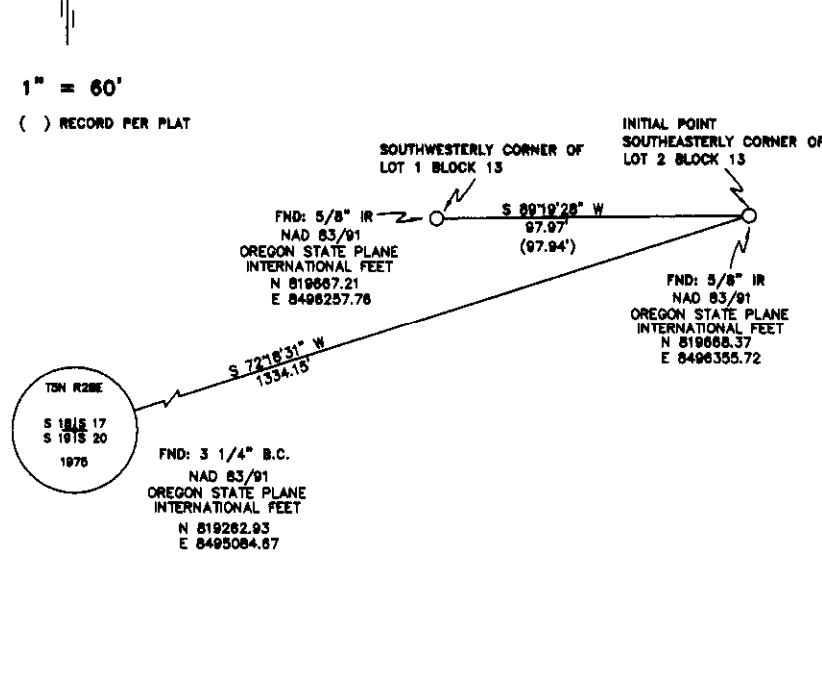 1" = 60'
( ) RECORD PER PLAT
INITIAL POINT
SOUTHEASTERLY CORNER OF
LOT 2 BLOCK 13
SOUTHWESTERLY CORNER OF
LOT 1 BLOCK 13
S 89°19'28" W
97.97'
(97.94')
FND: 5/8" IR
NAD 83/91
OREGON STATE PLANE
INTERNATIONAL FEET
N 819667.21
E 8496257.76
FND: 5/8" IR
NAD 83/91
OREGON STATE PLANE
INTERNATIONAL FEET
N 819668.37
E 8496355.72
S 72°18'31" W
1334.15'
T5N R28E
S 18 S 17
S 19 S 20
1976
FND: 3 1/4" B.C.
NAD 83/91
OREGON STATE PLANE
INTERNATIONAL FEET
N 819262.93
E 8495084.67